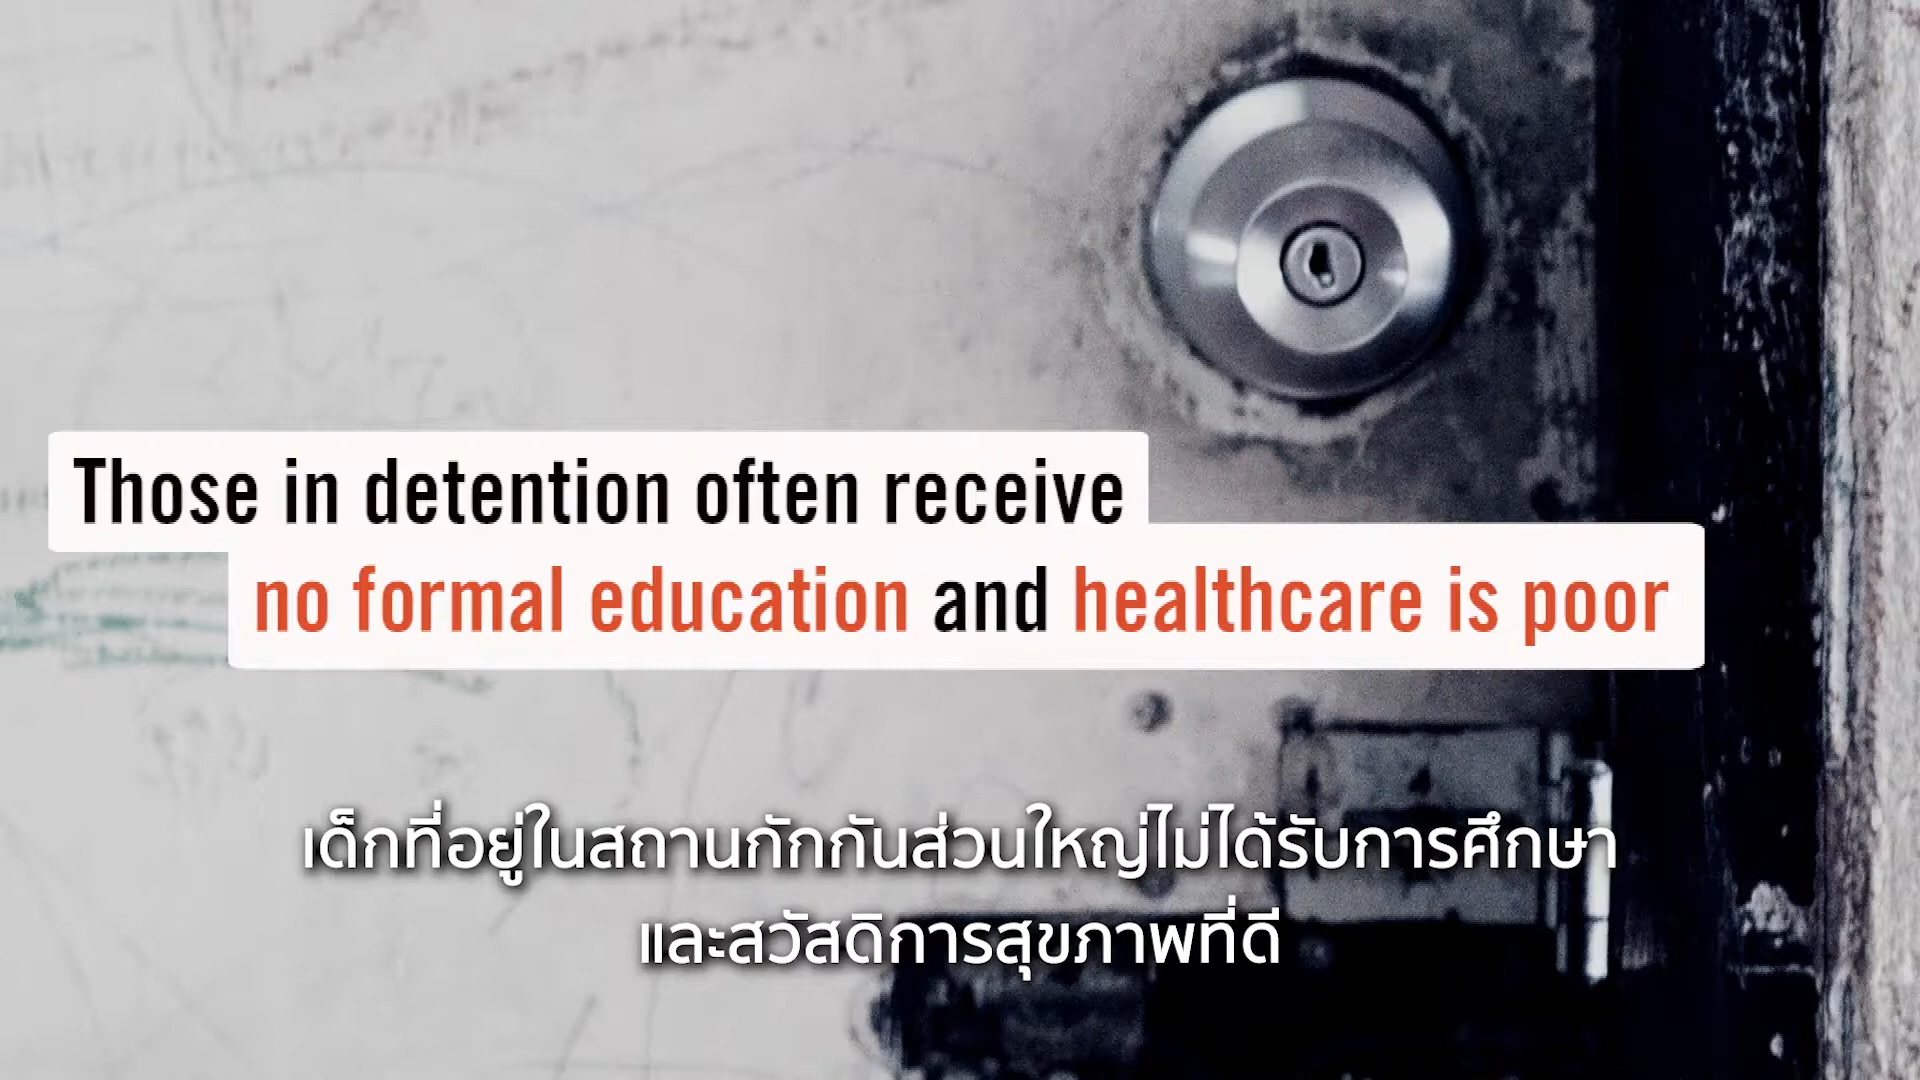 Those in detention often receive
no formal education and healthcare is poor
เด็กที่อยู่ในสถานกักกันส่วนใหญ่ไม่ได้รับการศึกษา
และสวัสดิการสุขภาพที่ดี